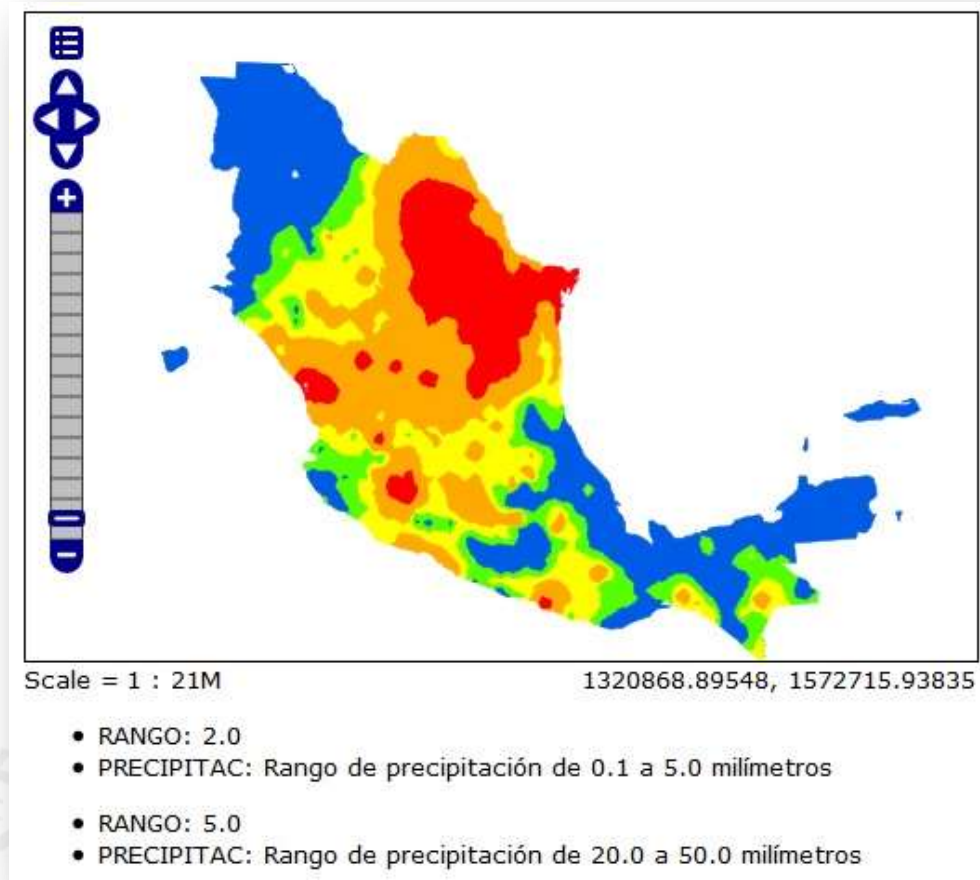 Scale = 1 : 21M
1320868.89548, 1572715.93835
RANGO: 2.0
PRECIPITAC: Rango de precipitación de 0.1 a 5.0 milímetros
RANGO: 5.0
PRECIPITAC: Rango de precipitación de 20.0 a 50.0 milímetros